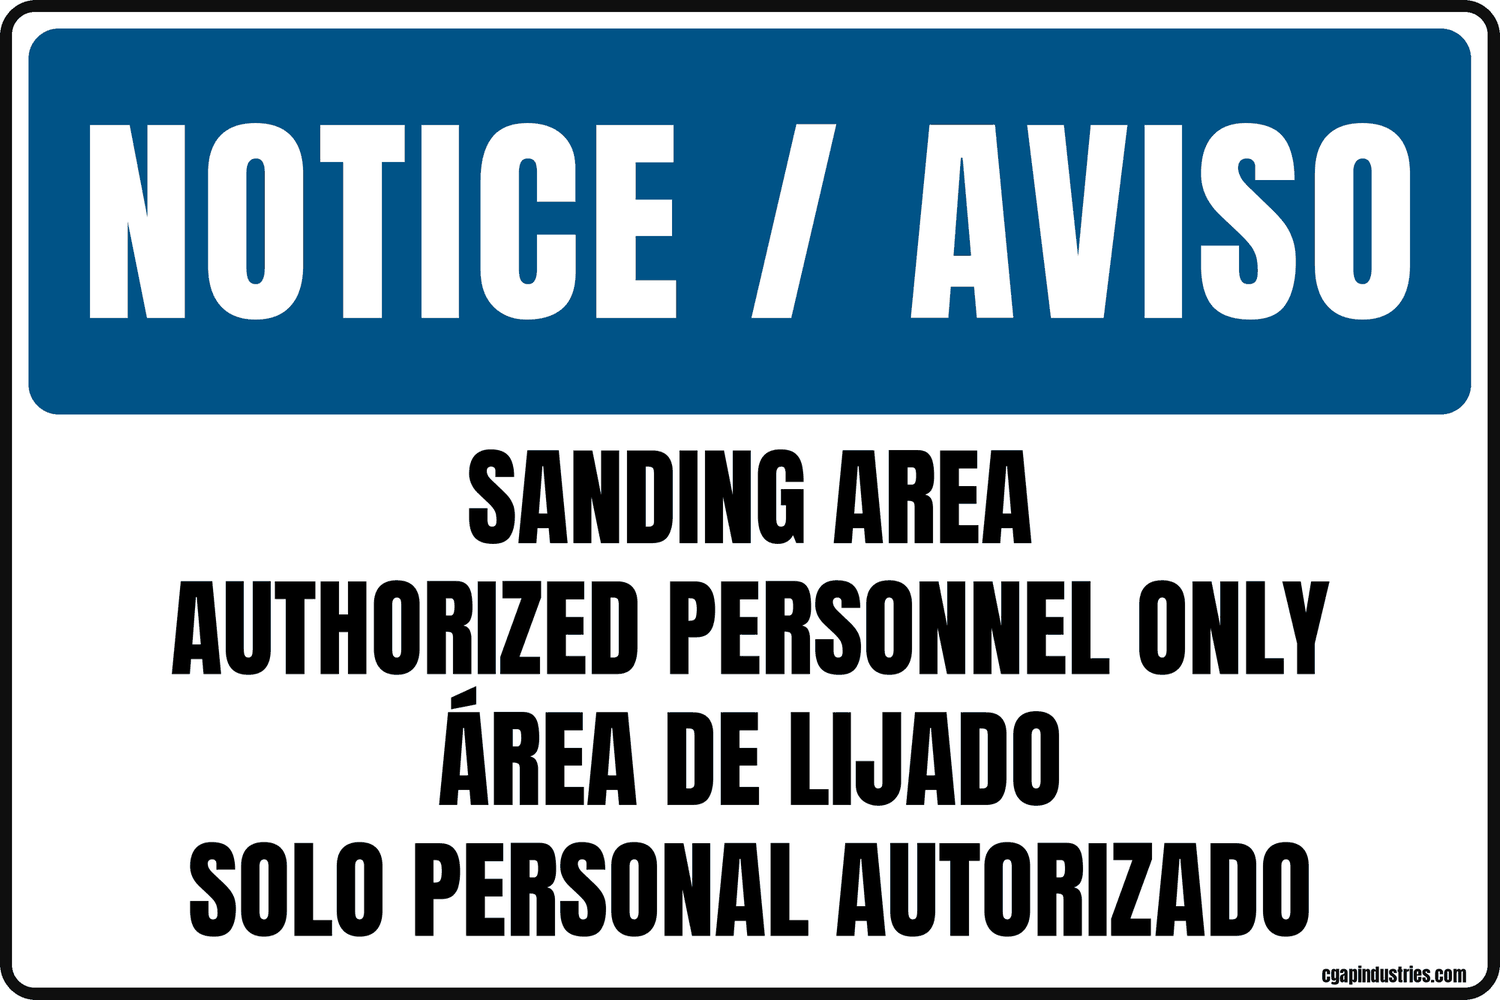 NOTICE / AVISO
SANDING AREA
AUTHORIZED PERSONNEL ONLY
ÁREA DE LIJADO
SOLO PERSONAL AUTORIZADO
cgapindustries.com